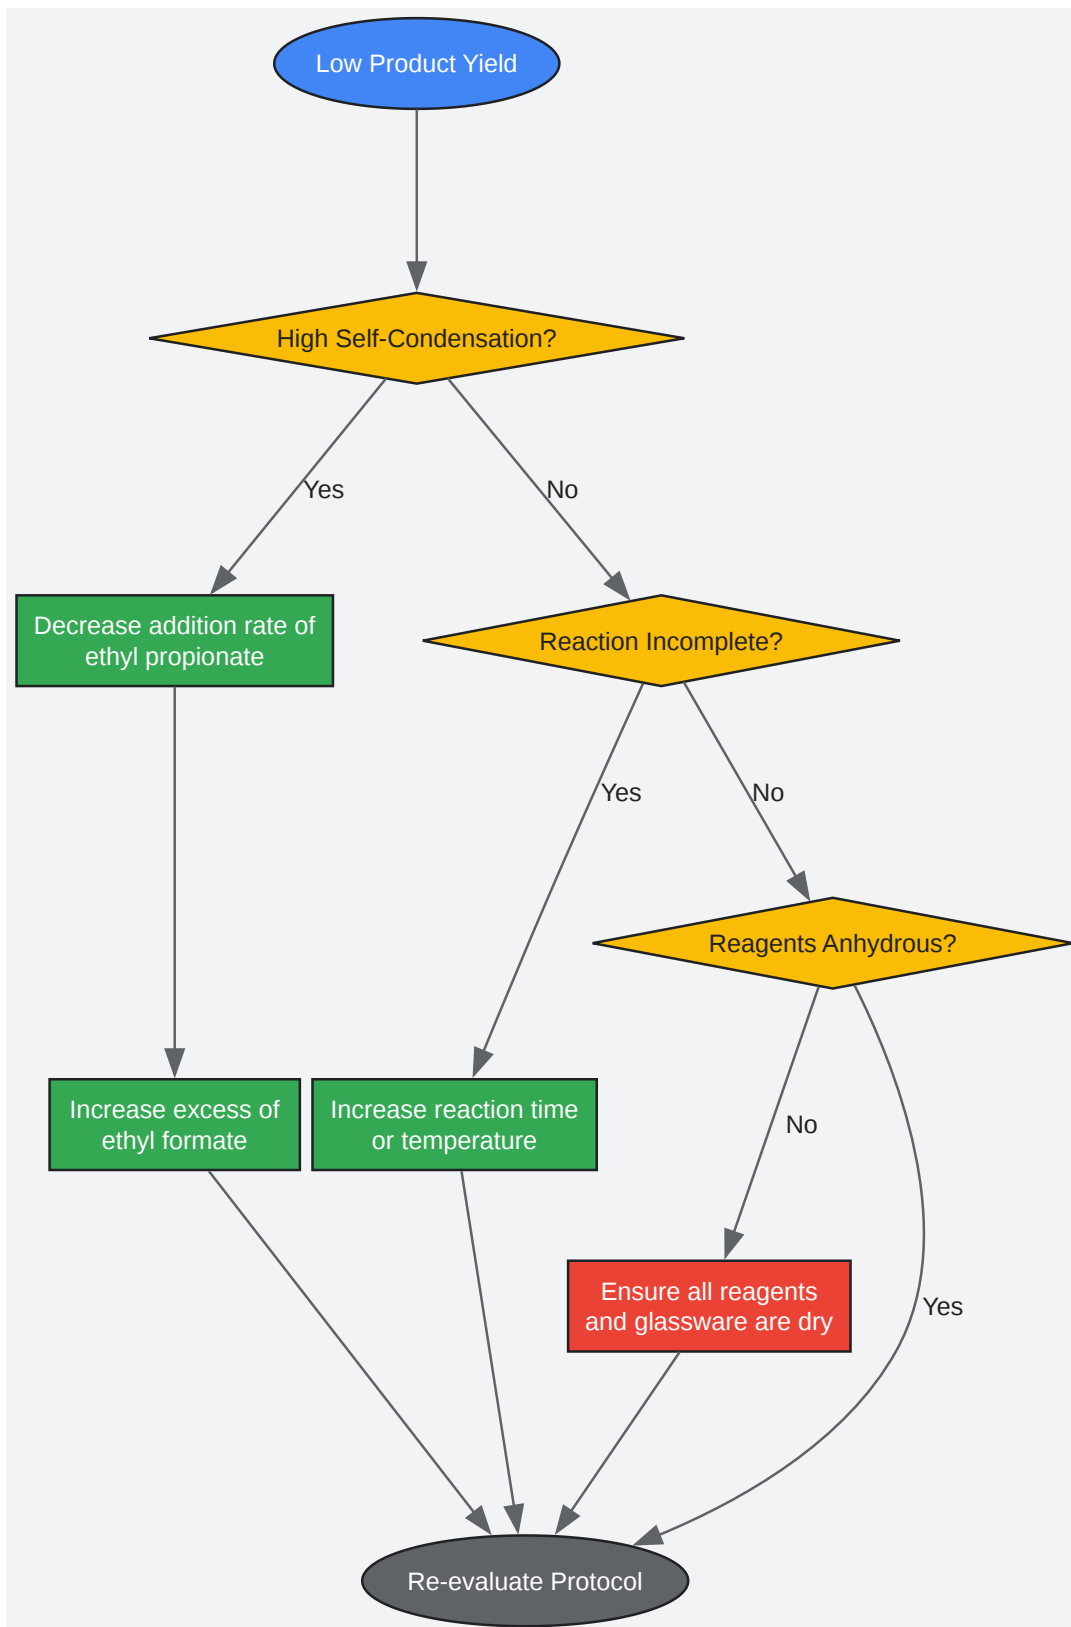 Low Product Yield
High Self-Condensation?
Yes
No
Decrease addition rate of
ethyl propionate
Reaction Incomplete?
Yes
No
Reagents Anhydrous?
Increase excess of
ethyl formate
Increase reaction time
or temperature
No
Ensure all reagents
and glassware are dry
Yes
Re-evaluate Protocol